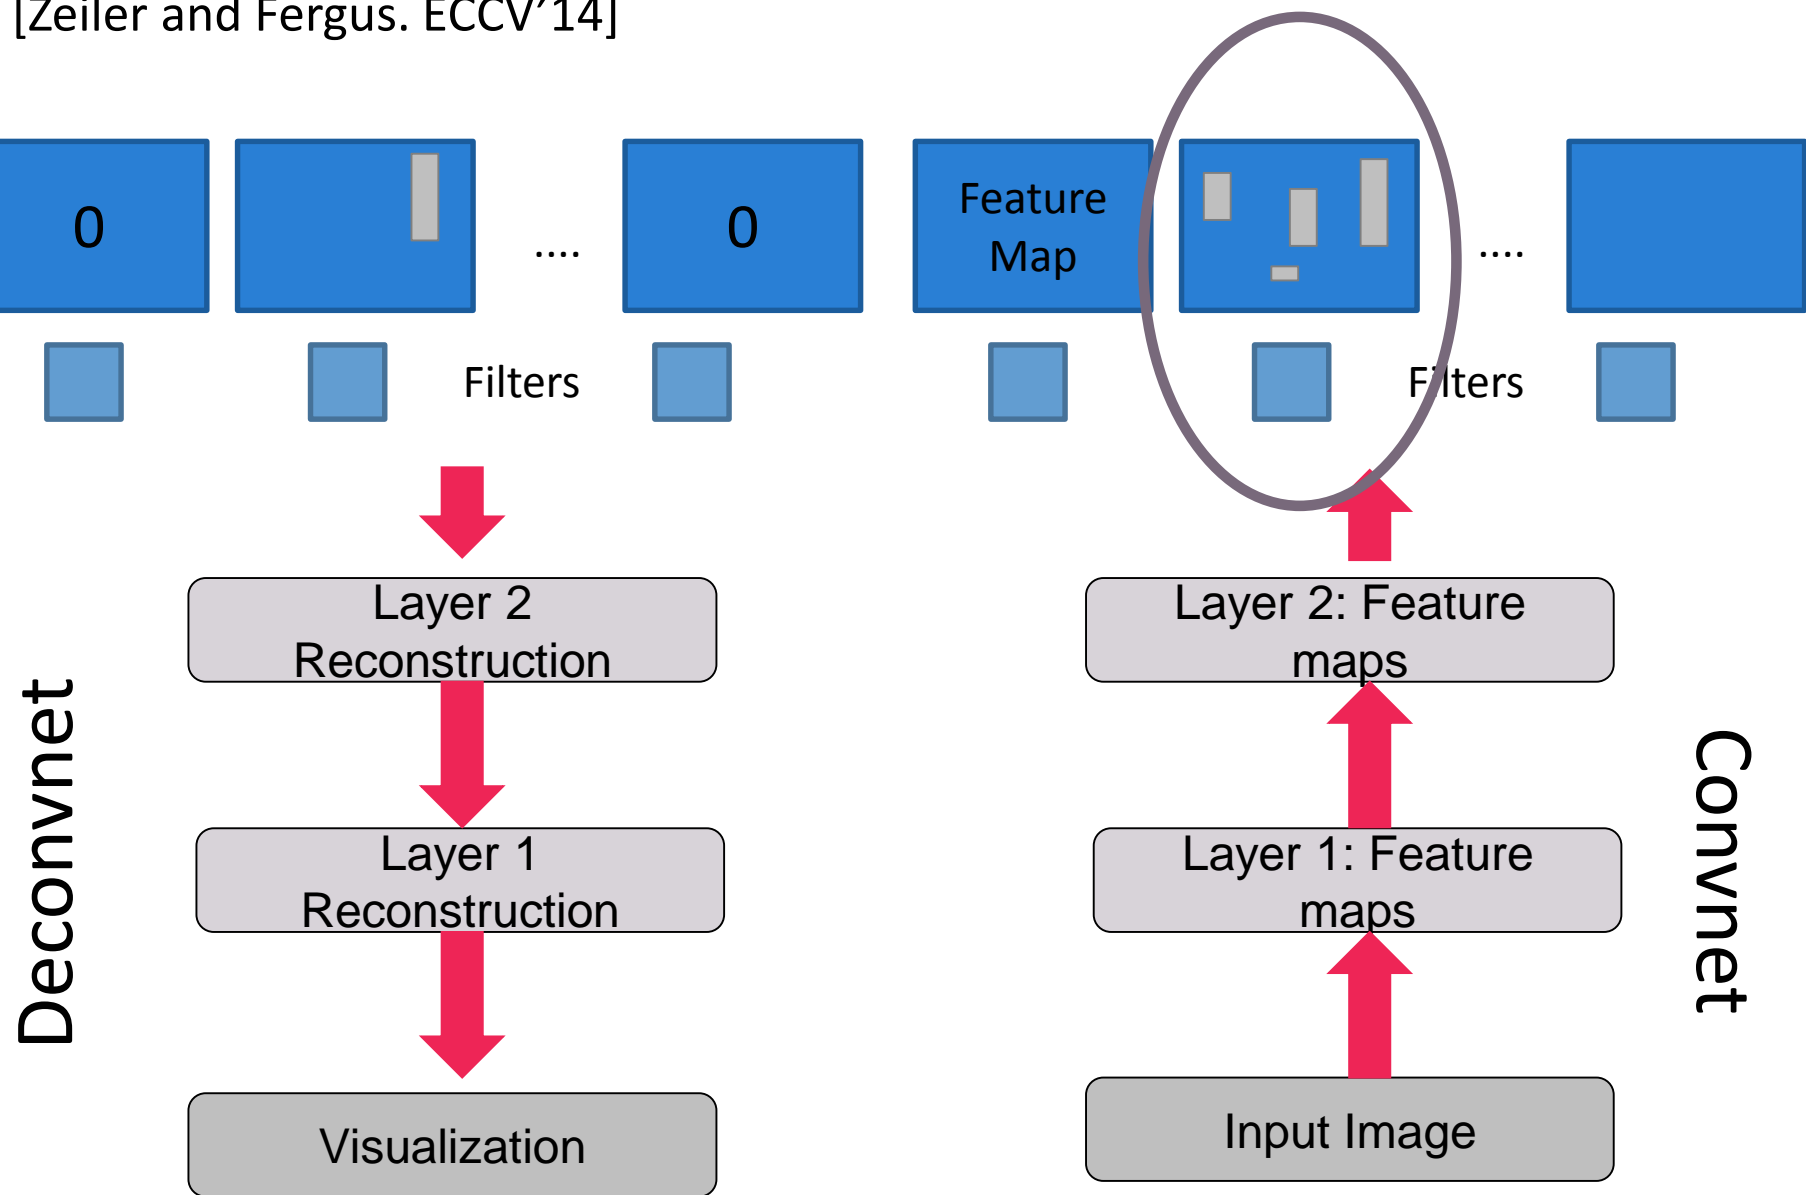 [Zeiler and Fergus. ECCV'14]
0
....
0
Feature
Map
....
Filters
Filters
Layer 2
Reconstruction
Layer 2: Feature
maps
Deconvnet
Convnet
Layer 1
Reconstruction
Layer 1: Feature
maps
Visualization
Input Image